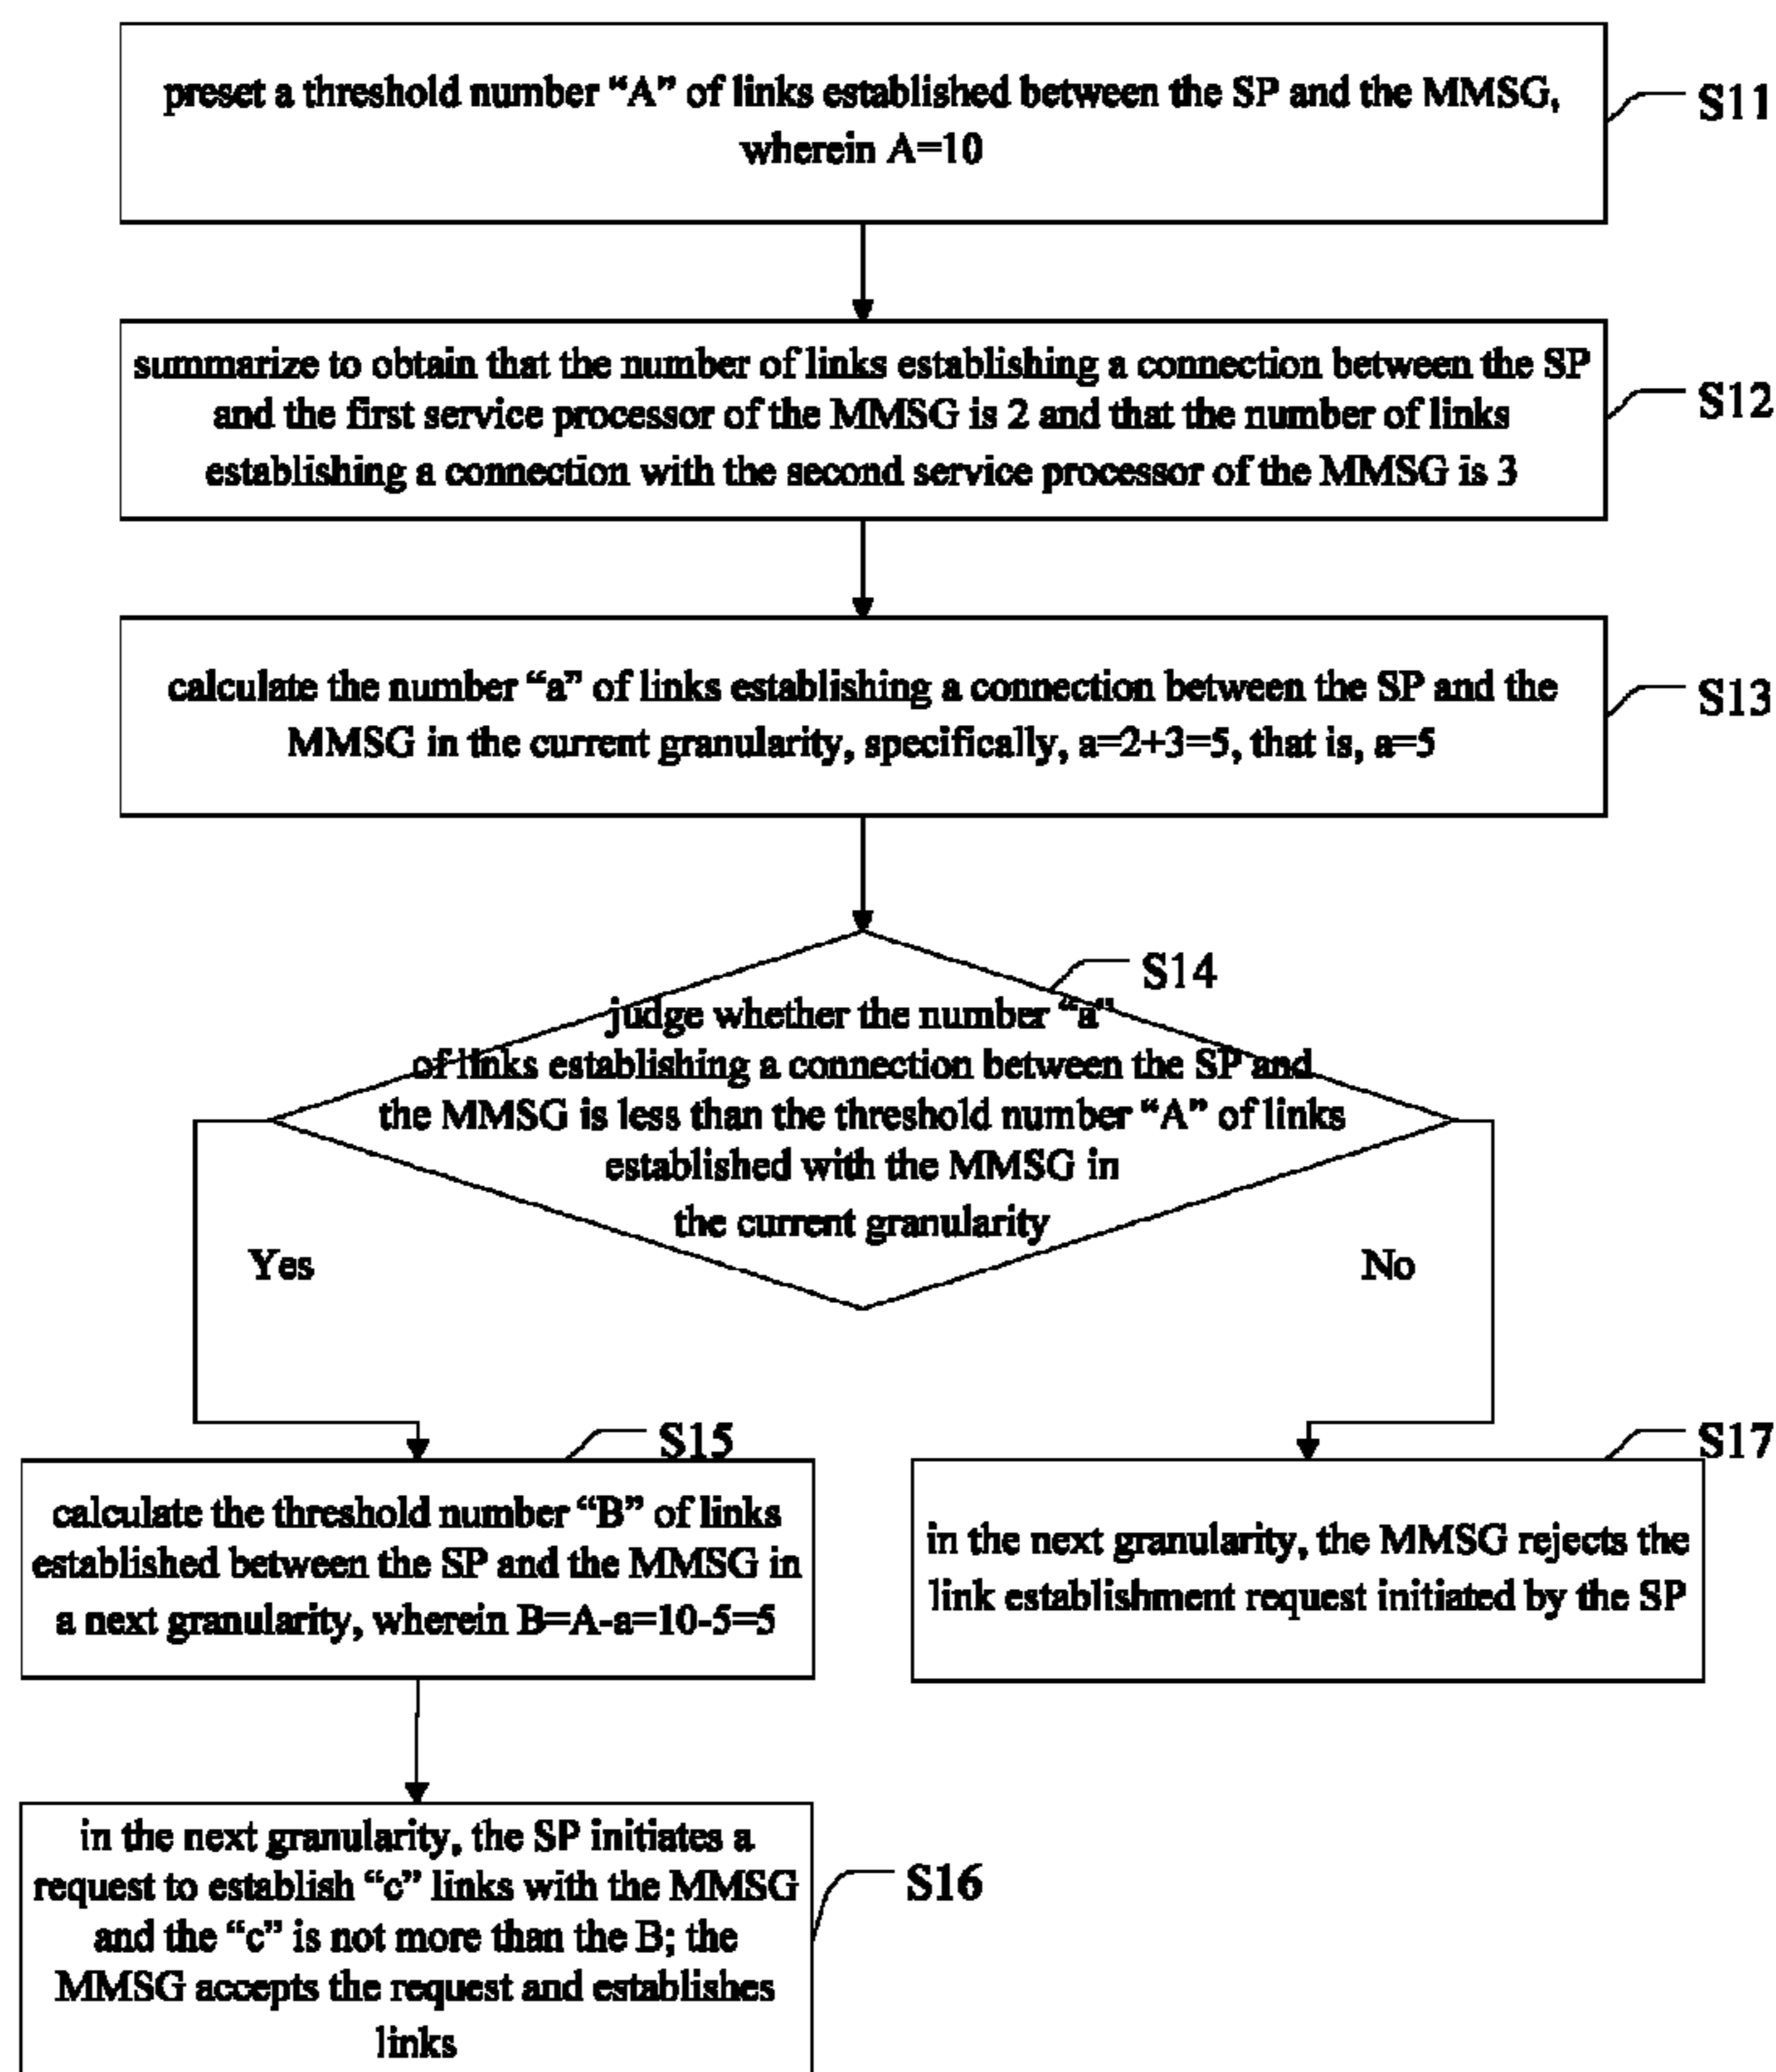 preset a threshold number “A” of links established between the SP and the MMSG,
wherein A=10
S11
summarize to obtain that the number of links establishing a connection between the SP
and the first service processor of the MMSG is 2 and that the number of links
establishing a connection with the second service processor of the MMSG is 3
S12
calculate the number “a” of links establishing a connection between the SP and the
MMSG in the current granularity, specifically, a=2+3=5, that is, a=5
S13
S14
judge whether the number “a”
of links establishing a connection between the SP and
the MMSG is less than the threshold number “A” of links
established with the MMSG in
the current granularity
Yes
No
S15
calculate the threshold number “B” of links
established between the SP and the MMSG in
a next granularity, wherein B=A-a=10-5=5
S17
in the next granularity, the MMSG rejects the
link establishment request initiated by the SP
in the next granularity, the SP initiates a
request to establish “c” links with the MMSG
and the “c” is not more than the B; the
MMSG accepts the request and establishes
links
S16